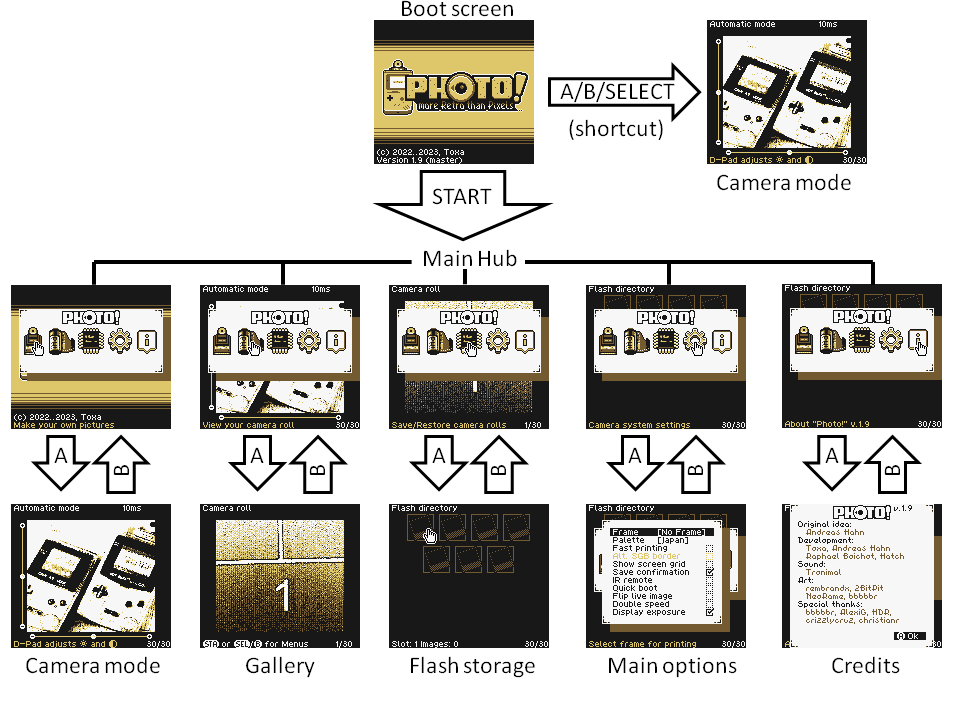 Boot screen
PHOTO!
more Retro than Pixels
(c) 2022..2023, Toxa
Version 1.9 (master)
A/B/SELECT
(shortcut)
Automatic mode 10ms
D-Pad adjusts and 30/30
Camera mode
START
Main Hub
PHOTO!
(c) 2022..2023, Toxa
Make your own pictures
Automatic mode 10ms
PHOTO!
View your camera roll 30/30
Camera roll
PHOTO!
Save/Restore camera rolls 1/30
Flash directory
PHOTO!
Camera system settings 30/30
Flash directory
PHOTO!
About "Photo!" v.1.9 30/30
A B
A B
A B
A B
A B
Automatic mode 10ms
D-Pad adjusts and 30/30
Camera mode
Camera roll
1
STA or SEL/B for Menus 1/30
Gallery
Flash directory
Slot: 1 Images: 0 30/30
Flash storage
Flash directory
Frame [No Frame]
Palette [Japan]
Fast printing
Alt. SGB border
Show screen grid
Save confirmation
IR remote
Quick boot
Flip live image
Double speed
Display exposure
Select frame for printing 30/30
Main options
PHOTO! v.1.9
Original idea:
Andreas Hahn
Development:
Toxa, Andreas Hahn
Raphael Boichot, Hatch
Sound:
Tronimal
Art:
rembrandx, 2BitPit
NeoRame, bbbbbr
Special thanks:
bbbbbr, AlexiG, HDR,
crizzlycruz, christianr
A Ok
30/30
Credits